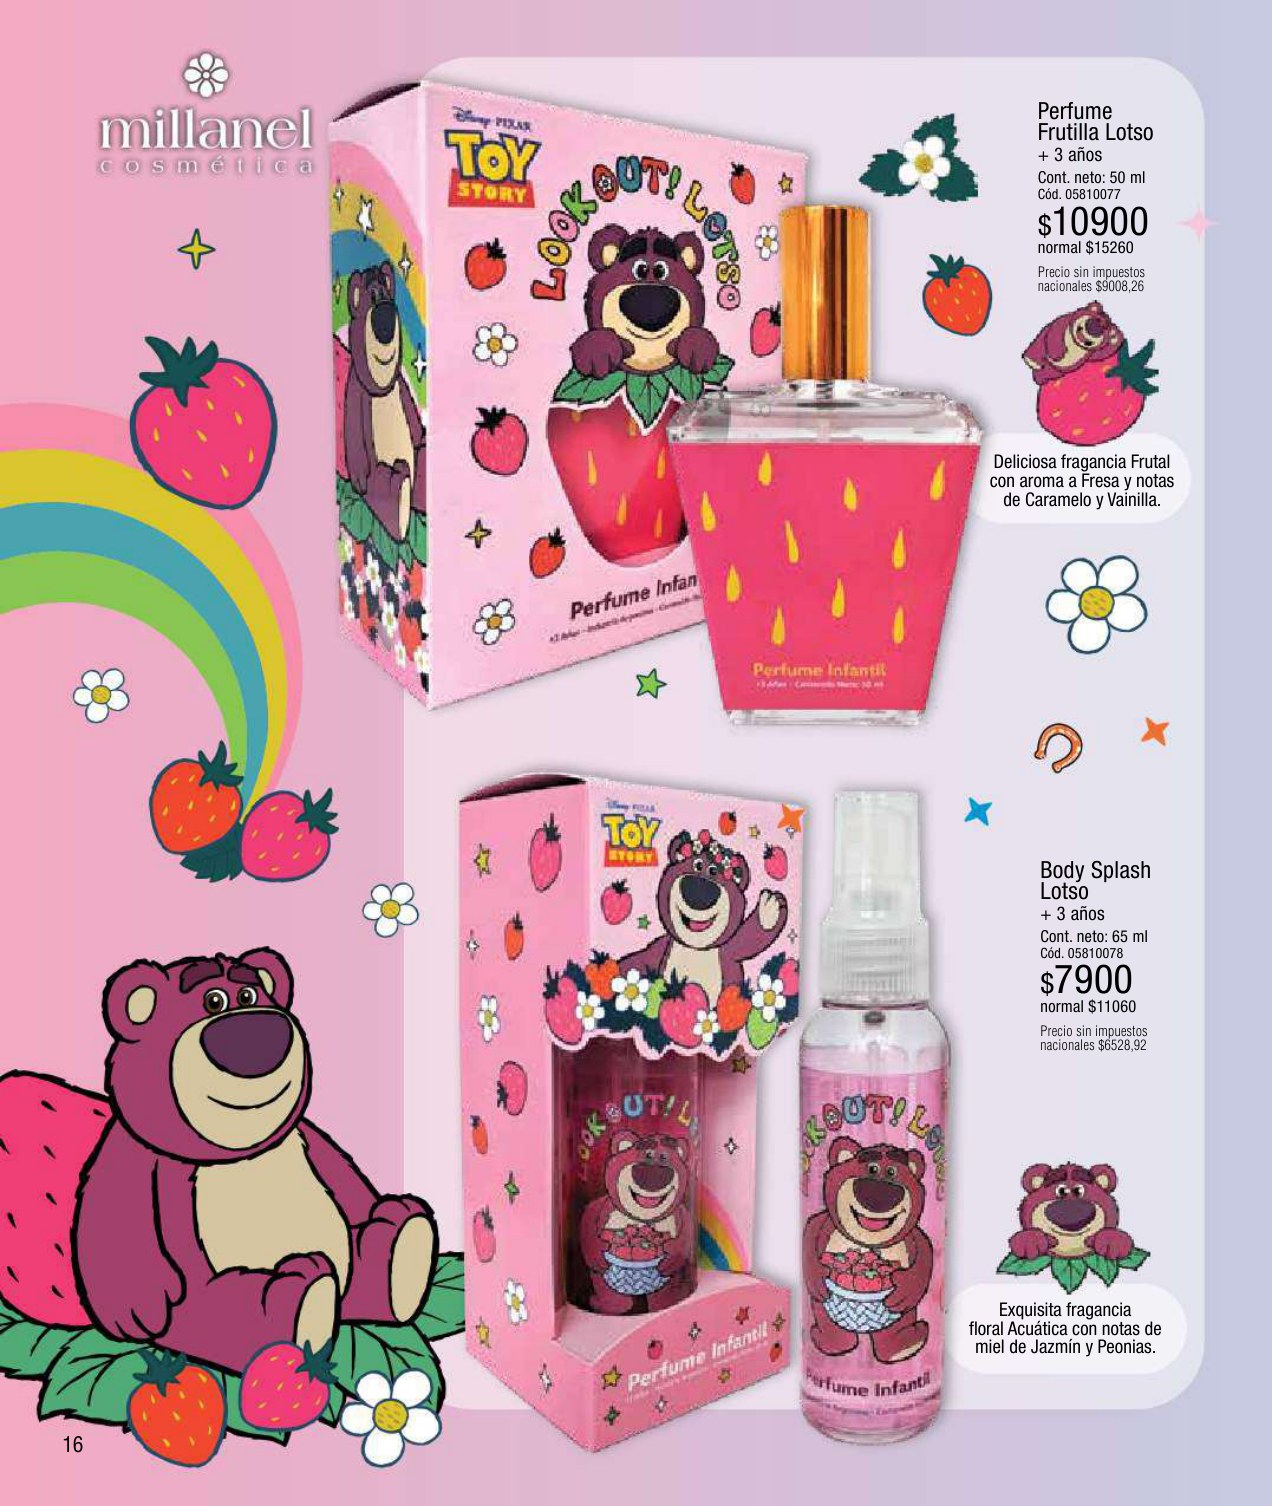 millanel
cosmética
Disney · PIXAR
TOY
STORY
LOOK OUT! LOTSO
Perfume Infan
Perfume Infantil
Perfume
Frutilla Lotso
+ 3 años
Cont. neto: 50 ml
Cód. 05810077
$10900
normal $15260
Precio sin impuestos
nacionales $9008,26
Deliciosa fragancia Frutal
con aroma a Fresa y notas
de Caramelo y Vainilla.
Disney PIXAR
TOY
STORY
LOOK OUT! L
Perfume Infantil
OK OUT! LO
Perfume Infantil
Body Splash
Lotso
+ 3 años
Cont. neto: 65 ml
Cód. 05810078
$7900
normal $11060
Precio sin impuestos
nacionales $6528,92
Exquisita fragancia
floral Acuática con notas de
miel de Jazmín y Peonias.
16